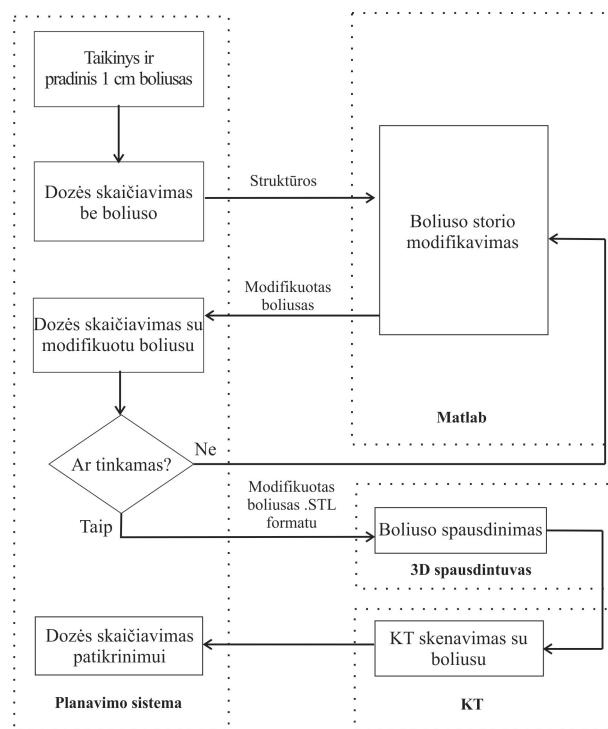 Taikinys ir
pradinis 1 cm boliusas
Dozės skaičiavimas
be boliuso
Struktūros
Boliuso storio
modifikavimas
Modifikuotas
boliusas
Dozės skaičiavimas su
modifikuotu boliusu
Matlab
Ar tinkamas?
Ne
Taip
Modifikuotas
boliusas .STL
formatu
Boliuso spausdinimas
3D spausdintuvas
Dozės skaičiavimas
patikrinimui
KT skenavimas su
boliusu
Planavimo sistema
KT